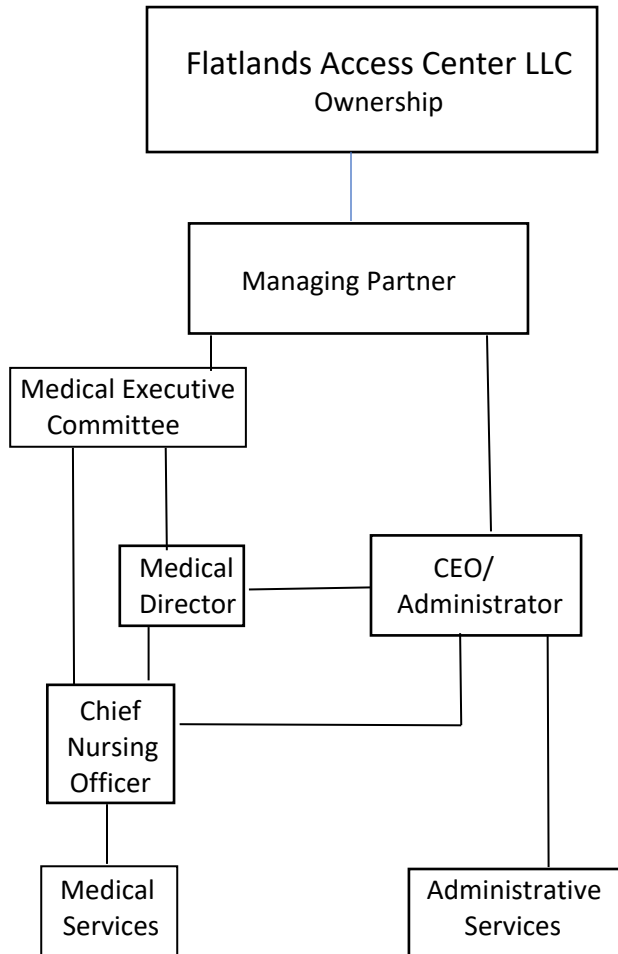 Flatlands Access Center LLC
Ownership
Managing Partner
Medical Executive
Committee
Medical
Director
CEO/
Administrator
Chief
Nursing
Officer
Medical
Services
Administrative
Services